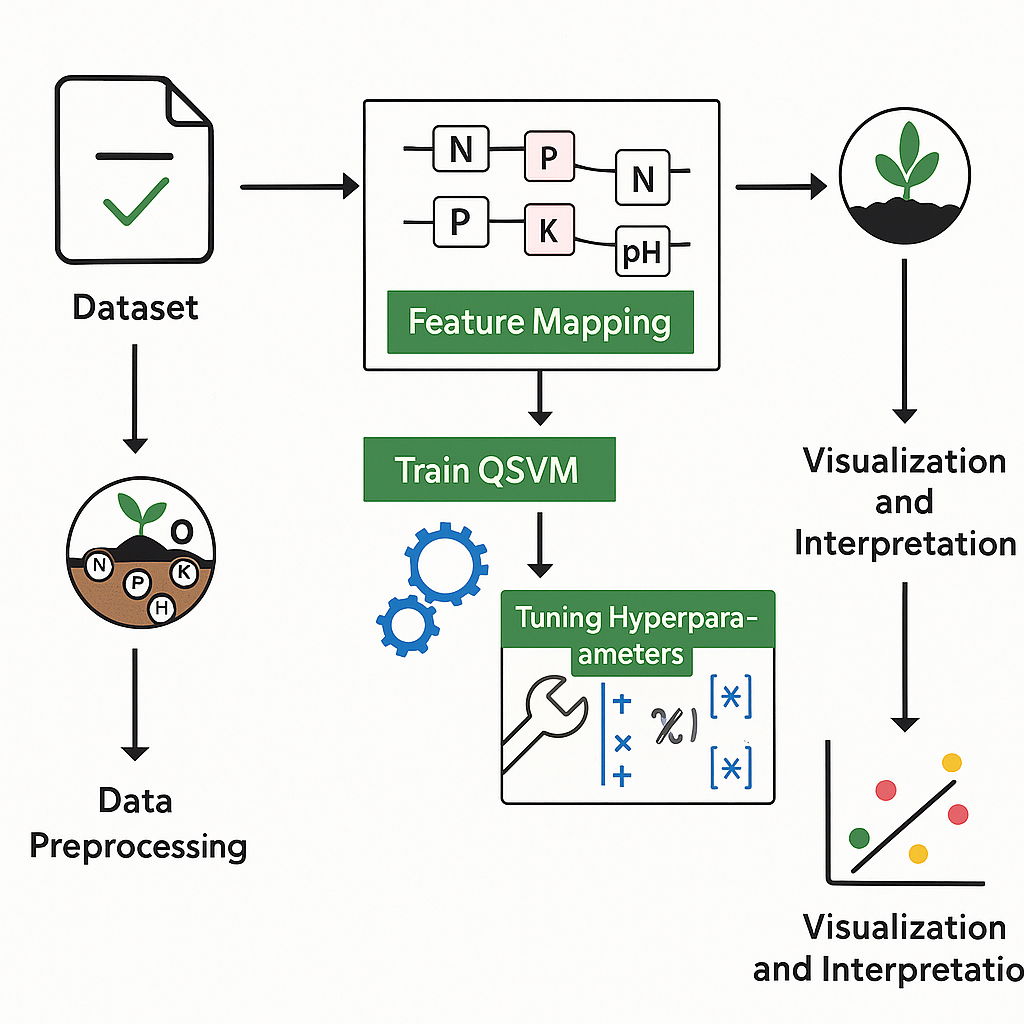 N
P
N
P
K
pH
Feature Mapping
Dataset
Train QSVM
Visualization
and
Interpretation
O
N
P
K
H
Tuning Hyperpara-
ameters
+
×
+
[*]
[*]
Data
Preprocessing
Visualization
and Interpretatio